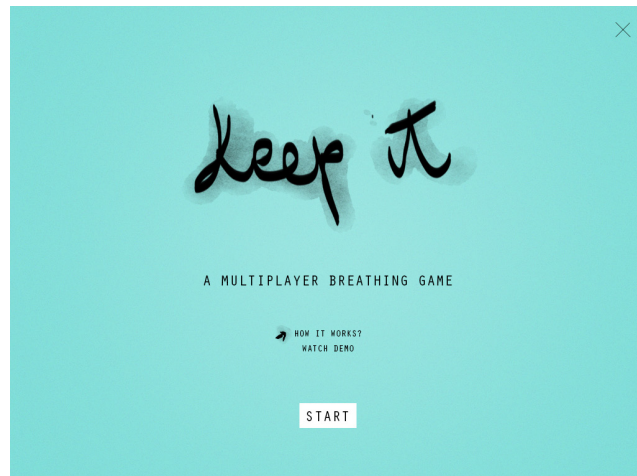 keep it
A MULTIPLAYER BREATHING GAME
HOW IT WORKS?
WATCH DEMO
START